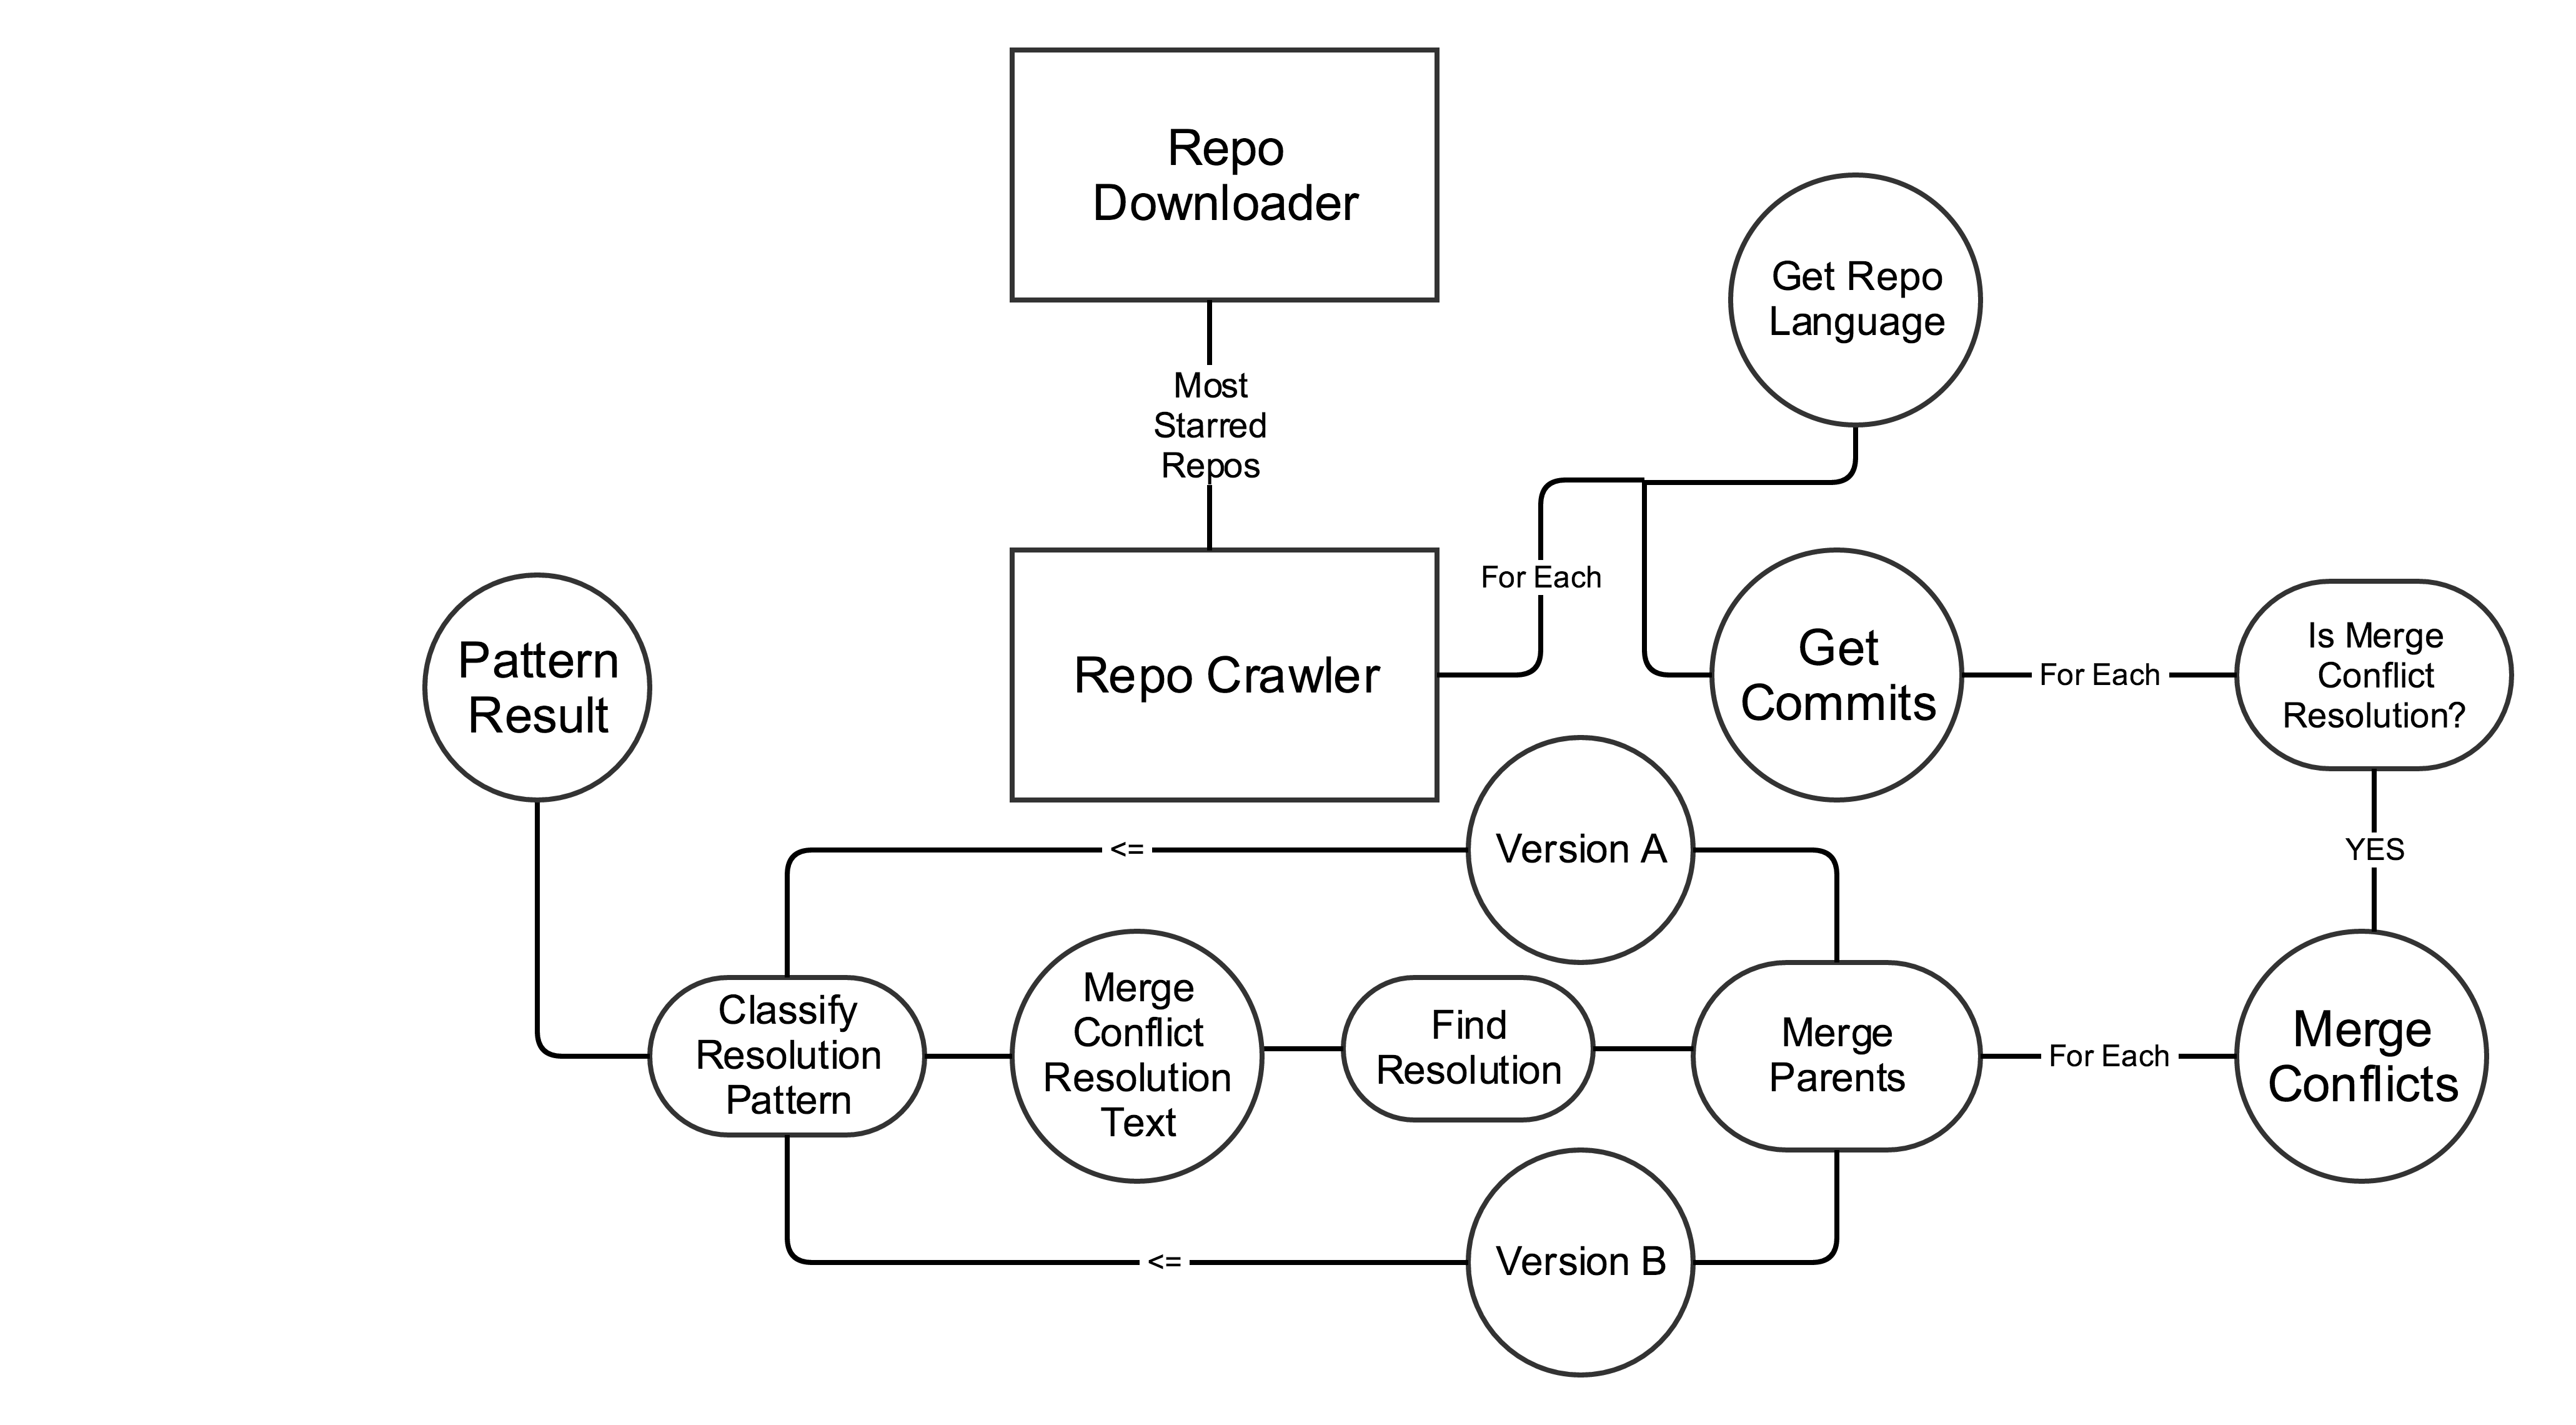 Repo
Downloader
Most
Starred
Repos
Get Repo
Language
Repo Crawler
For Each
Get
Commits
For Each
Is Merge
Conflict
Resolution?
YES
Pattern
Result
<=
Version A
Classify
Resolution
Pattern
Merge
Conflict
Resolution
Text
Find
Resolution
Merge
Parents
For Each
Merge
Conflicts
<=
Version B